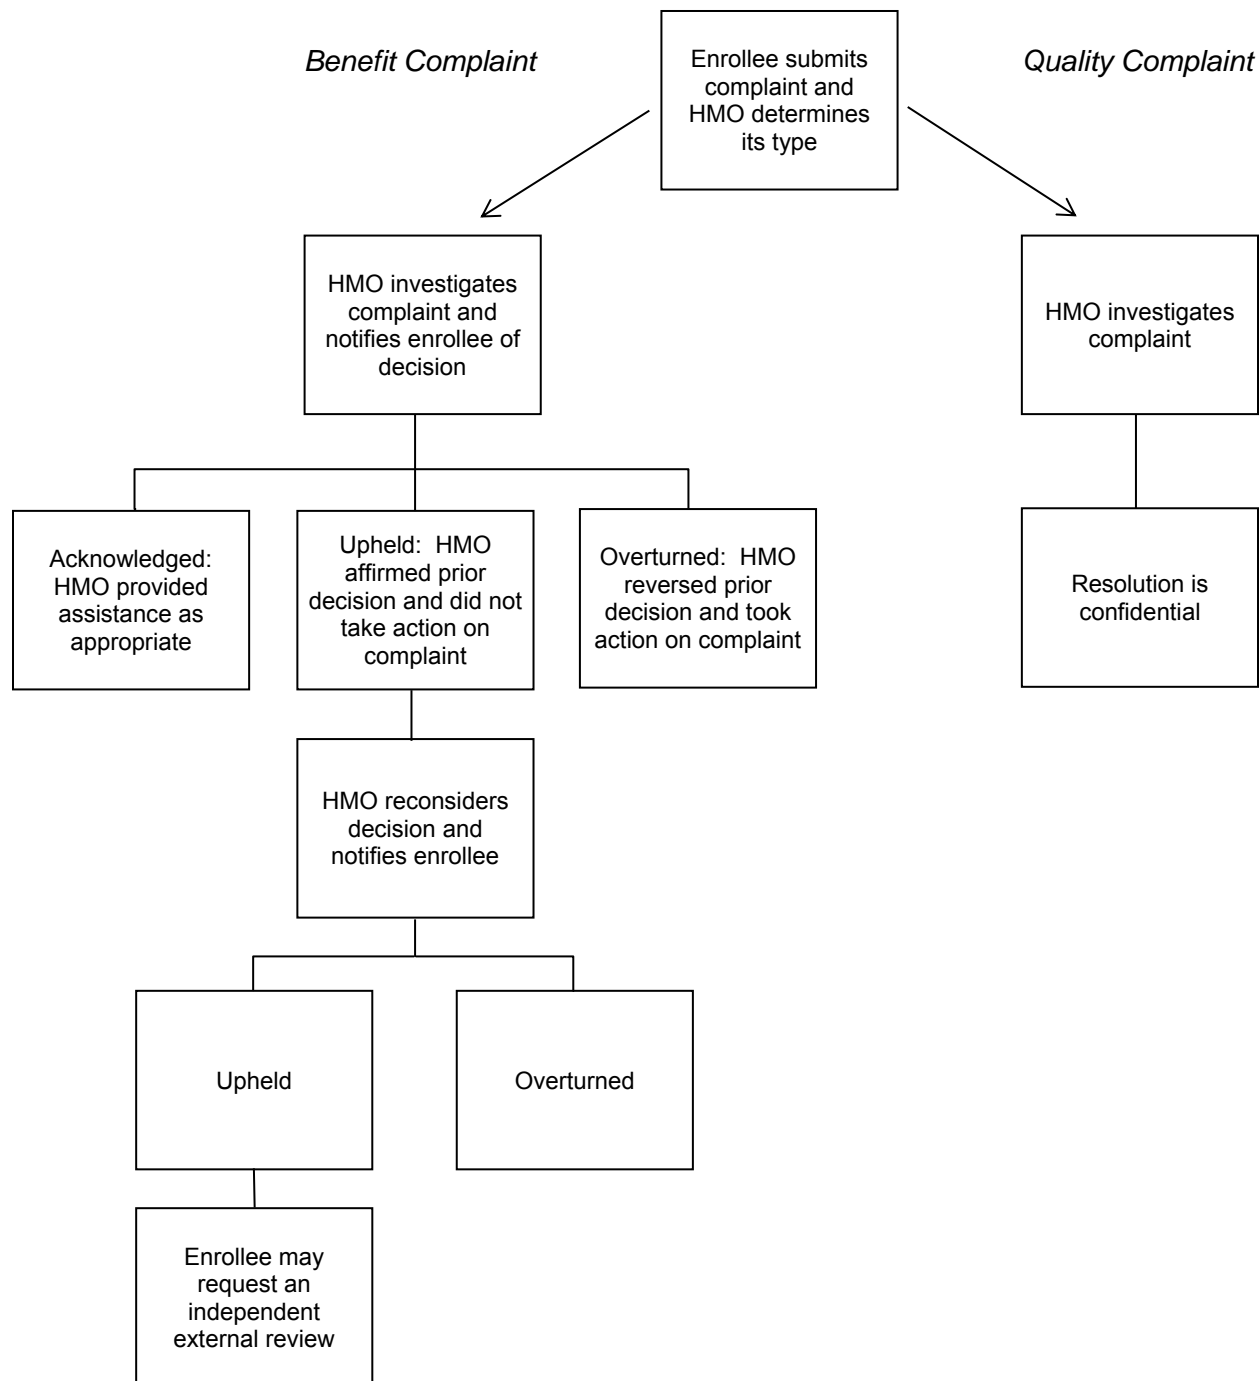 Benefit Complaint
Enrollee submits
complaint and
HMO determines
its type
Quality Complaint
HMO investigates
complaint and
notifies enrollee of
decision
HMO investigates
complaint
Acknowledged:
HMO provided
assistance as
appropriate
Upheld:  HMO
affirmed prior
decision and did not
take action on
complaint
Overturned:  HMO
reversed prior
decision and took
action on complaint
Resolution is
confidential
HMO reconsiders
decision and
notifies enrollee
Upheld
Overturned
Enrollee may
request an
independent
external review